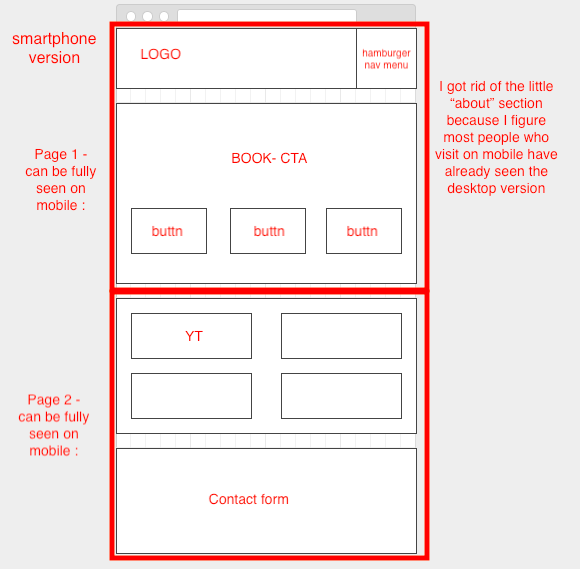 smartphone
version
LOGO
hamburger
nav menu
I got rid of the little
“about” section
because I figure
most people who
visit on mobile have
already seen the
desktop version
Page 1 -
can be fully
seen on
mobile :
BOOK- CTA
buttn
buttn
buttn
Page 2 -
can be fully
seen on
mobile :
YT
Contact form